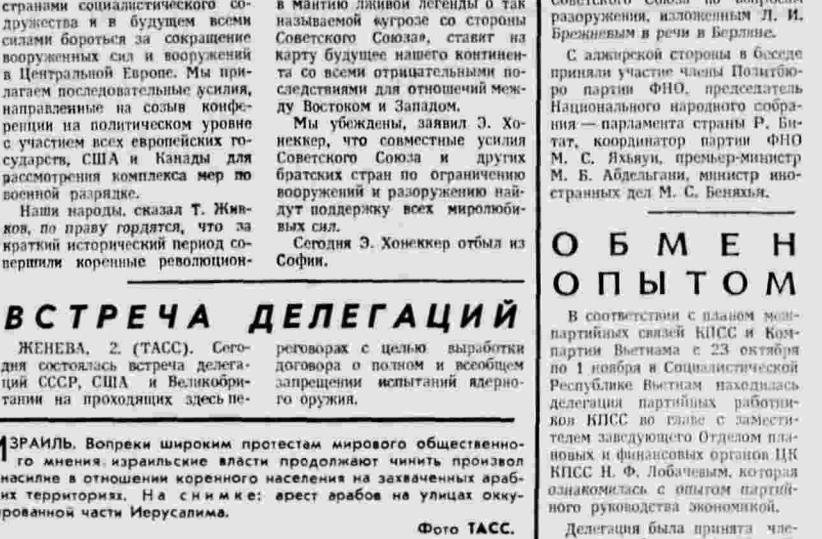 странами социалистического со-
дружества и в будущем всеми
силами бороться за сокращение
вооруженных сил и вооружений
в Центральной Европе. Мы при-
лагаем последовательные усилия,
направленные на созыв конфе-
ренции на политическом уровне
с участием всех европейских го-
сударств, США и Канады для
рассмотрения комплекса мер по
военной разрядке.
Наши народы, сказал Т. Жив-
ков, по праву гордятся, что за
краткий исторический период со-
вершили коренные революцион-
в мантию лживой легенды о так
называемой «угрозе со стороны
Советского Союза», ставит на
карту будущее нашего континен-
та со всеми отрицательными по-
следствиями для отношений меж-
ду Востоком и Западом.
Мы убеждены, заявил Э. Хо-
неккер, что совместные усилия
Советского Союза и других
братских стран по ограничению
вооружений и разоружению най-
дут поддержку всех миролюби-
вых сил.
Сегодня Э. Хонеккер отбыл из
Софии.
ВСТРЕЧА ДЕЛЕГАЦИЙ
ЖЕНЕВА, 2. (ТАСС). Сего-
дня состоялась встреча делега-
ций СССР, США и Великобри-
тании на проходящих здесь пе-
реговорах с целью выработки
договора о полном и всеобщем
запрещении испытаний ядерно-
го оружия.
ИЗРАИЛЬ. Вопреки широким протестам мирового общественно-
го мнения израильские власти продолжают чинить произвол
насилие в отношении коренного населения на захваченных араб-
их территориях. На снимке: арест арабов на улицах окку-
рованной части Иерусалима.
Фото ТАСС.
Советского Союза по вопросам
разоружения, изложенным Л. И.
Брежневым в речи в Берлине.
С алжирской стороны в беседе
приняли участие члены Политбю-
ро партии ФНО, председатель
Национального народного собра-
ния — парламента страны Р. Би-
тат, координатор партии ФНО
М. С. Яхьяуи, премьер-министр
М. Б. Абдельгани, министр ино-
странных дел М. С. Беняхья.
ОБМЕН
ОПЫТОМ
В соответствии с планом меж-
партийных связей КПСС и Ком-
партии Вьетнама с 23 октября
по 1 ноября в Социалистической
Республике Вьетнам находилась
делегация партийных работни-
ков КПСС во главе с замести-
телем заведующего Отделом пла-
новых и финансовых органов ЦК
КПСС Н. Ф. Лобачевым, которая
ознакомилась с опытом партий-
ного руководства экономикой.
Делегация была принята чле-